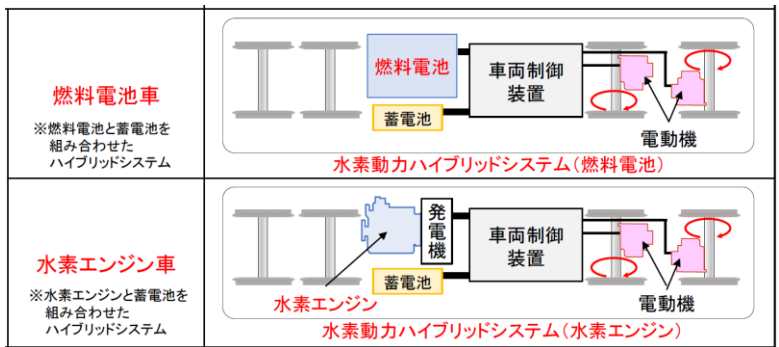 燃料電池車
※燃料電池と蓄電池を
組み合わせた
ハイブリッドシステム
燃料電池
蓄電池
車両制御
装置
電動機
水素動力ハイブリッドシステム(燃料電池)
水素エンジン車
※水素エンジンと蓄電池を
組み合わせた
ハイブリッドシステム
発電機
水素エンジン
蓄電池
車両制御
装置
電動機
水素動力ハイブリッドシステム(水素エンジン)